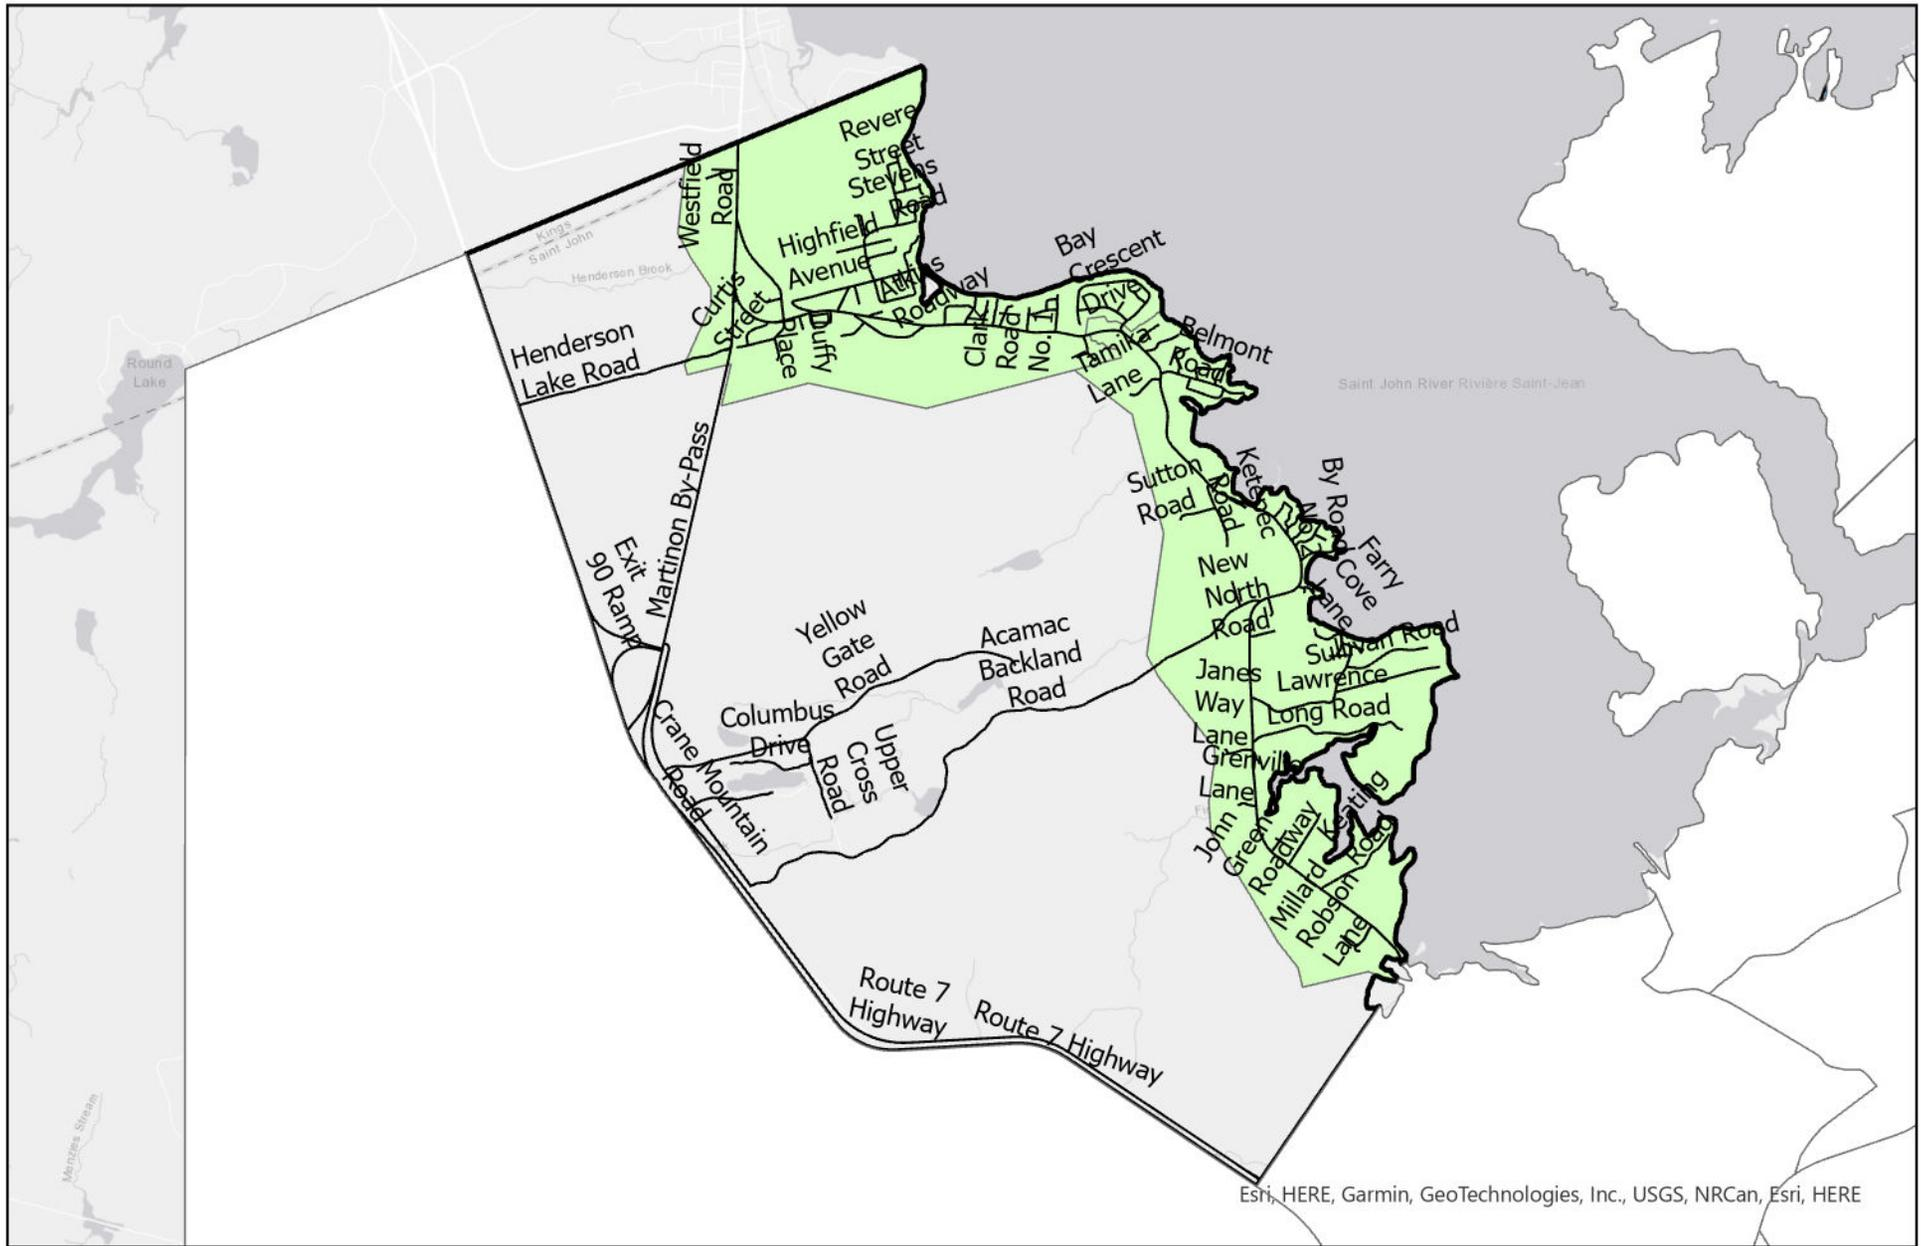 Revere
Street
Stevens
Road
Westfield
Road
Kings
Saint John
Henderson Brook
Highfield
Avenue
Atkins
Roadway
Bay
Crescent
Drive
Curtis
Street
Place
Duffy
Clark
Road
No. 1
Tamika
Lane
Belmont
Road
Henderson
Lake Road
Round
Lake
Saint John River Rivière Saint-Jean
Martinon By-Pass
Sutton
Road
Ketepec
Road
By Road
No. 2
Farry
Cove
Lane
Exit
90 Ramp
New
North
Road
Yellow
Gate
Road
Acamac
Backland
Road
Sullivan Road
Janes
Way
Lane
Lawrence
Long Road
Columbus
Drive
Crane Mountain
Road
Upper
Cross
Road
Grenville
Lane
Keating
Road
John
Green
Roadway
Millard
Robson
Lane
Route 7
Highway
Route 7 Highway
Menzies Stream
Esri, HERE, Garmin, GeoTechnologies, Inc., USGS, NRCan, Esri, HERE